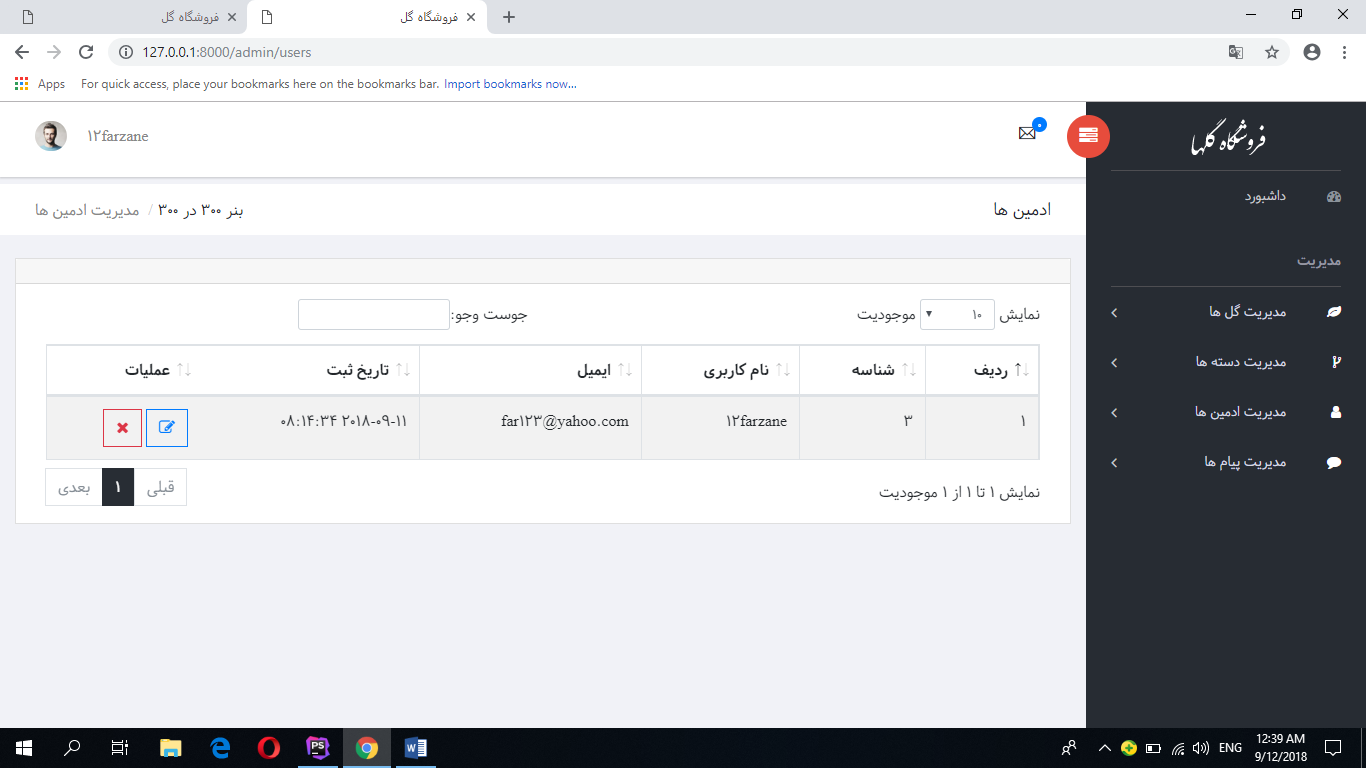 فروشگاه گل
فروشگاه گل
127.0.0.1:8000/admin/users
Apps For quick access, place your bookmarks here on the bookmarks bar. Import bookmarks now...
فروشگاه گلها
داشبورد
مدیریت
مدیریت گل ها
مدیریت دسته ها
مدیریت ادمین ها
مدیریت پیام ها
۰
۱۲farzane
ادمین ها
بنر ۳۰۰ در ۳۰۰ / مدیریت ادمین ها
نمایش ۱۰ موجودیت
جوست وجو:
ردیف شناسه نام کاربری ایمیل تاریخ ثبت عملیات
۱ ۳ ۱۲farzane far۱۲۳@yahoo.com ۲۰۱۸-۰۹-۱۱ ۰۸:۱۴:۳۴
نمایش ۱ تا ۱ از ۱ موجودیت
قبلی ۱ بعدی
ENG
12:39 AM
9/12/2018